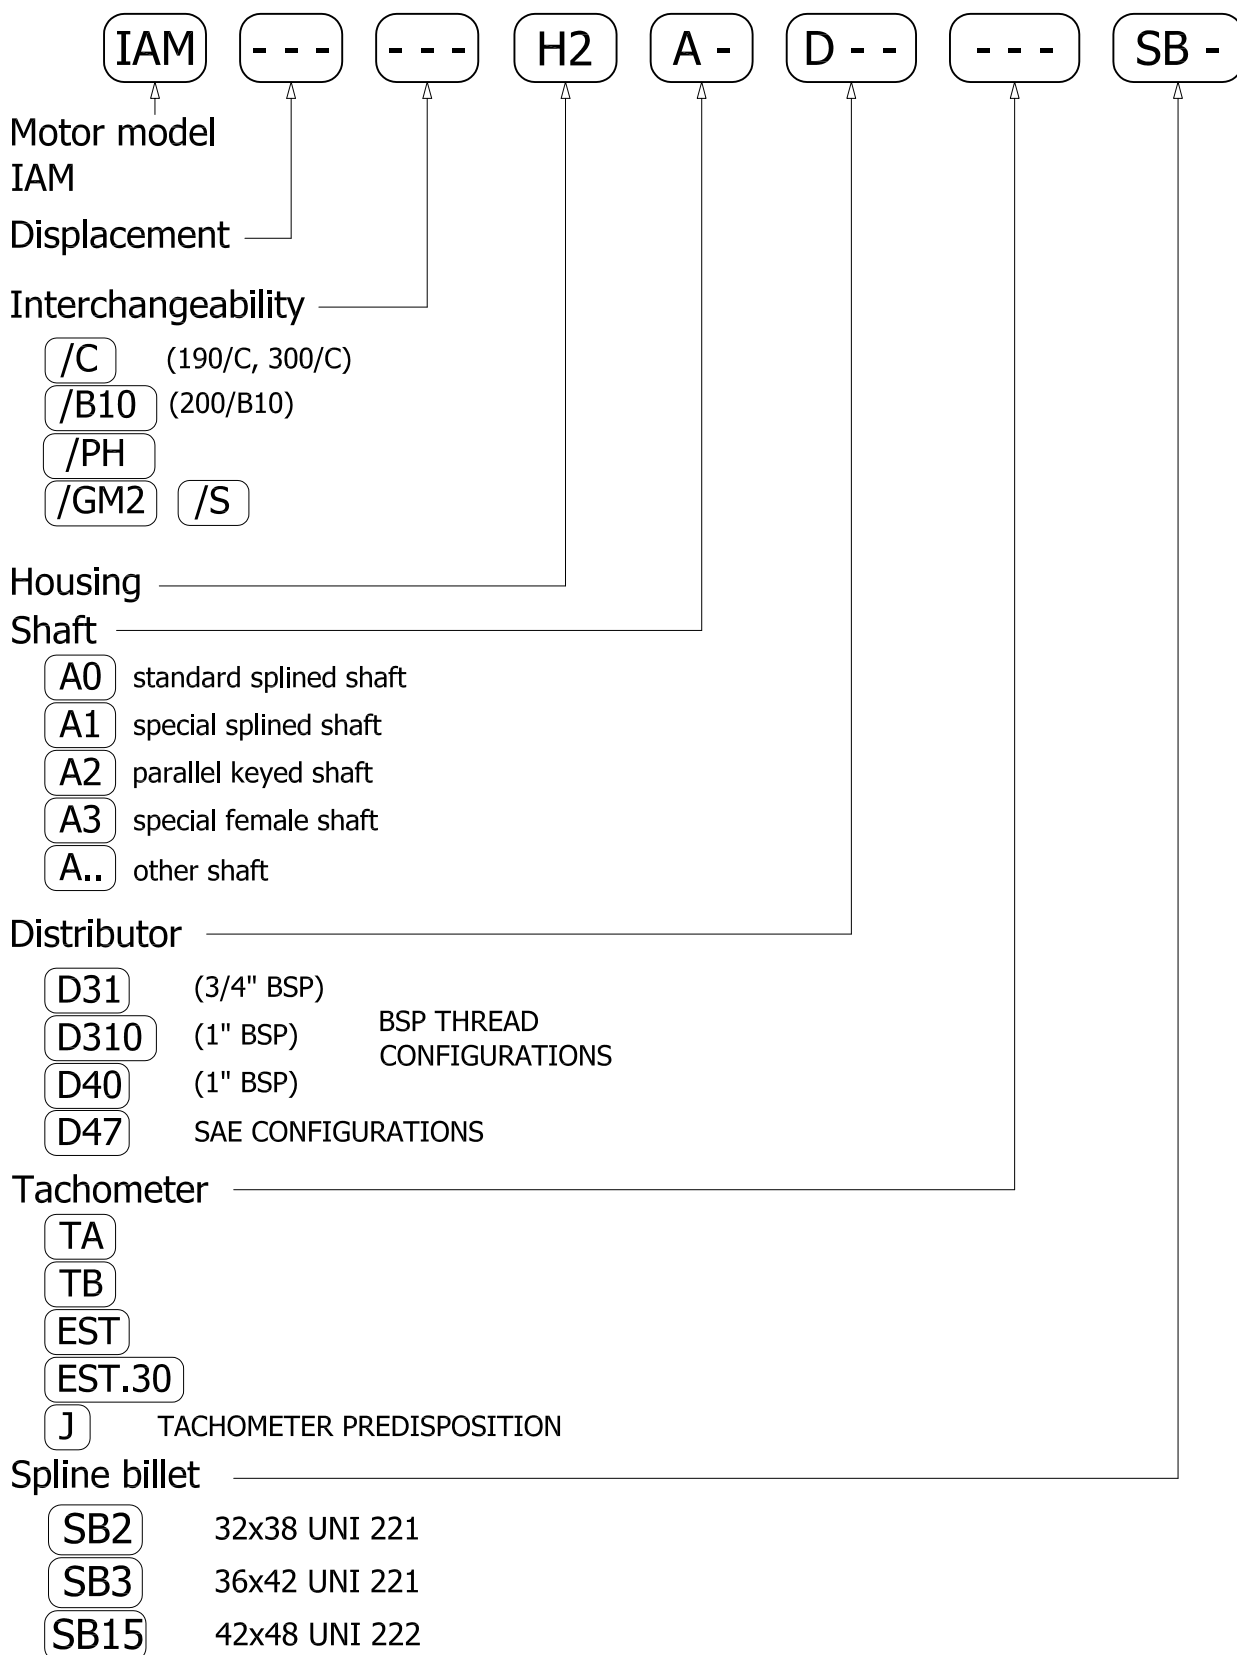 IAM - - - - - - H2 A - D - - - - - SB -
Motor model
IAM
Displacement
Interchangeability
/C (190/C, 300/C)
/B10 (200/B10)
/PH
/GM2 /S
Housing
Shaft
A0 standard splined shaft
A1 special splined shaft
A2 parallel keyed shaft
A3 special female shaft
A.. other shaft
Distributor
D31 (3/4" BSP)
D310 (1" BSP)
BSP THREAD
CONFIGURATIONS
D40 (1" BSP)
D47 SAE CONFIGURATIONS
Tachometer
TA
TB
EST
EST.30
J TACHOMETER PREDISPOSITION
Spline billet
SB2 32x38 UNI 221
SB3 36x42 UNI 221
SB15 42x48 UNI 222